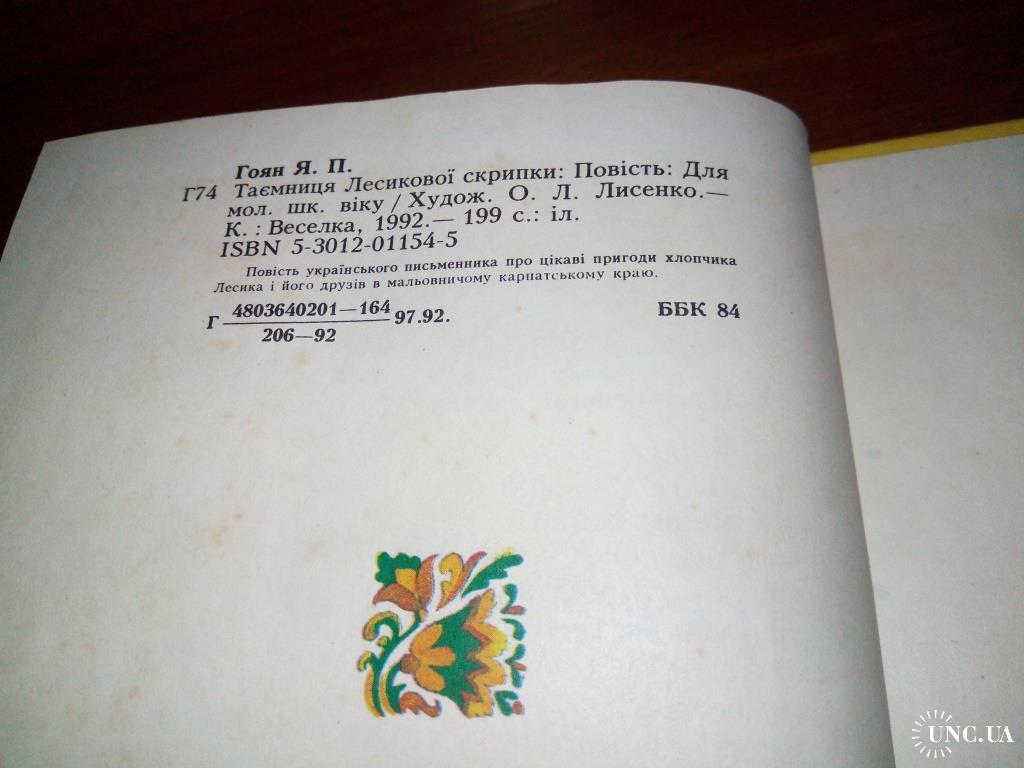 Гоян Я. П.
Г74 Таємниця Лесикової скрипки: Повість: Для
мол. шк. віку / Худож. О. Л. Лисенко.—
К. : Веселка, 1992.— 199 с.: іл.
ISBN 5-3012-01154-5
Повість українського письменника про цікаві пригоди хлопчика
Лесика і його друзів в мальовничому карпатському краю.
Г 4803640201—164 97.92.
206—92
ББК 84
UNC.UA